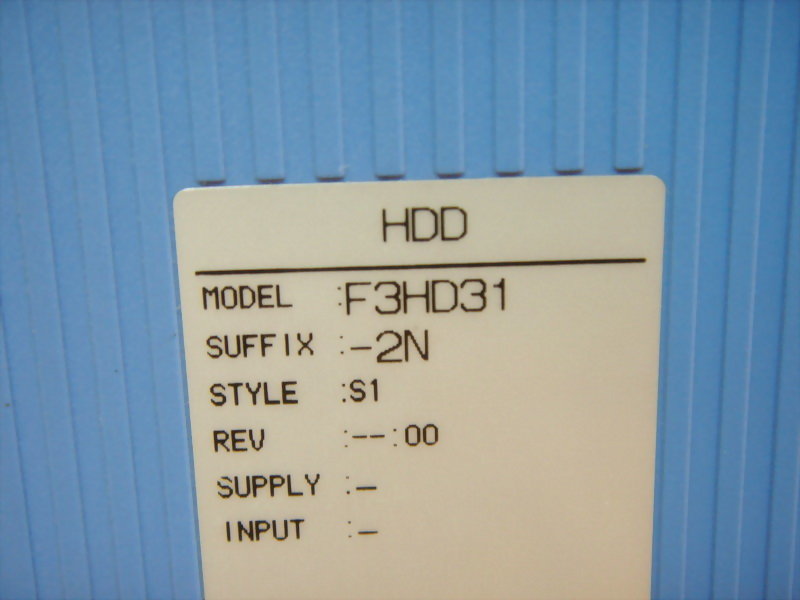 HDD
MODEL :F3HD31
SUFFIX :-2N
STYLE :S1
REV :--:00
SUPPLY :-
INPUT :-